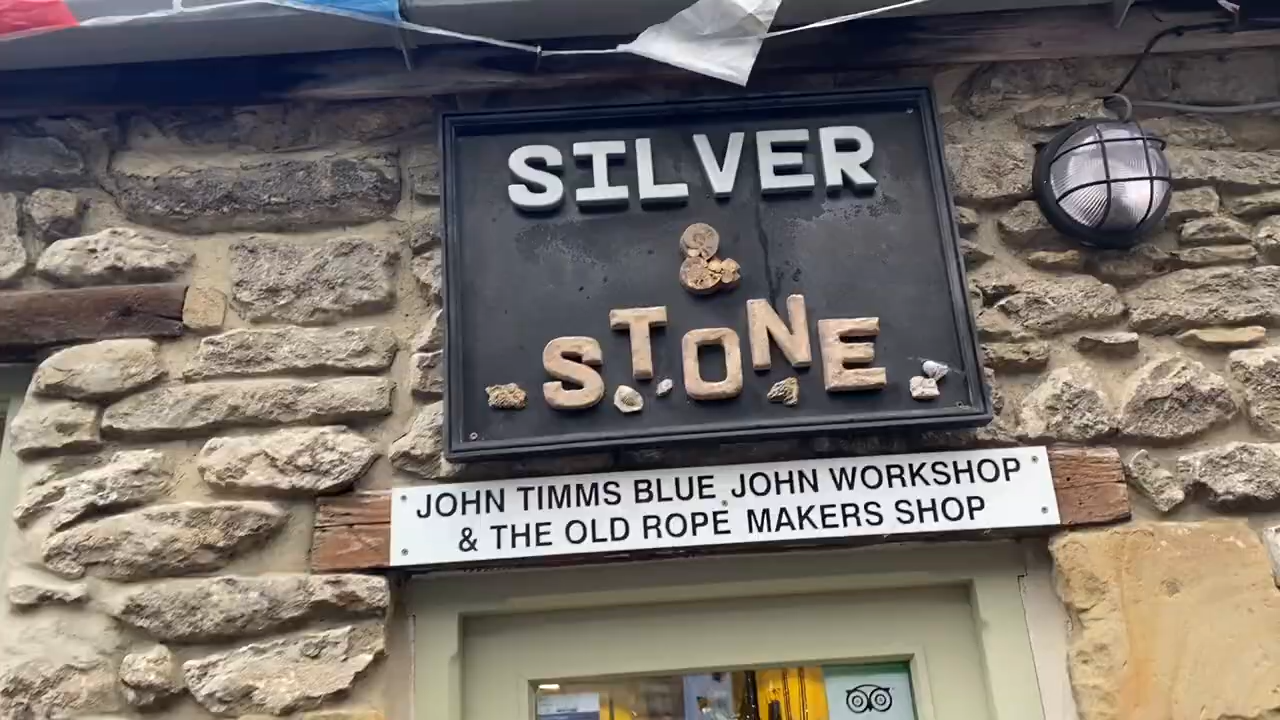 SILVER
&
STONE
JOHN TIMMS BLUE JOHN WORKSHOP
& THE OLD ROPE MAKERS SHOP